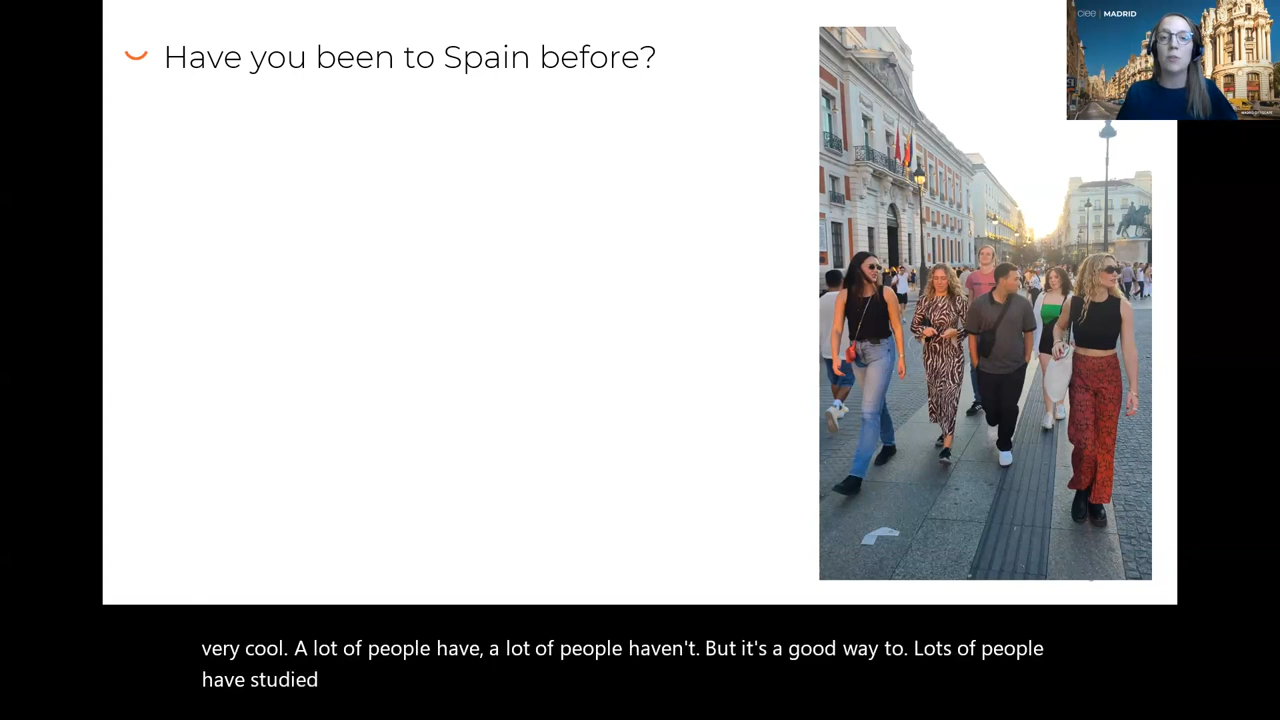 Have you been to Spain before?
ciee | MADRID
very cool. A lot of people have, a lot of people haven't. But it's a good way to. Lots of people
have studied